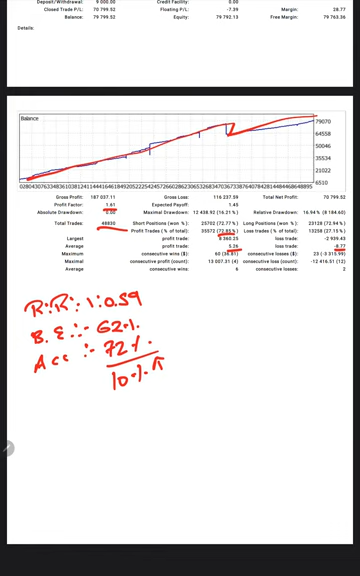 Deposit/Withdrawal: 9 000.00 Credit Facility: 0.00
Closed Trade P/L: 70 799.52 Floating P/L: -7.39 Margin: 28.77
Balance: 79 799.52 Equity: 79 792.13 Free Margin: 79 763.36
Details:
Balance
79070
64558
50046
35534
21022
6510
Gross Profit: 187 037.11 Gross Loss: 116 237.59 Total Net Profit: 70 799.52
Profit Factor: 1.61 Expected Payoff: 1.45
Absolute Drawdown: 0.00 Maximal Drawdown: 12 438.92 (16.21 %) Relative Drawdown: 16.94 % (8 184.60)
Total Trades: 48830 Short Positions (won %): 25702 (72.77 %) Long Positions (won %): 23128 (72.94 %)
Profit Trades (% of total): 35572 (72.85 %) Loss trades (% of total): 13258 (27.15 %)
Largest profit trade: 8 360.25 loss trade: -2 939.43
Average profit trade: 5.26 loss trade: -8.77
Maximum consecutive wins ($): 60 (36.81) consecutive losses ($): 23 (-3 315.99)
Maximal consecutive profit (count): 13 007.31 (4) consecutive loss (count): -12 416.51 (12)
Average consecutive wins: 6 consecutive losses: 2
R:R: 1:0.59
B.E :- 62%.
Acc :- 72%.
10%